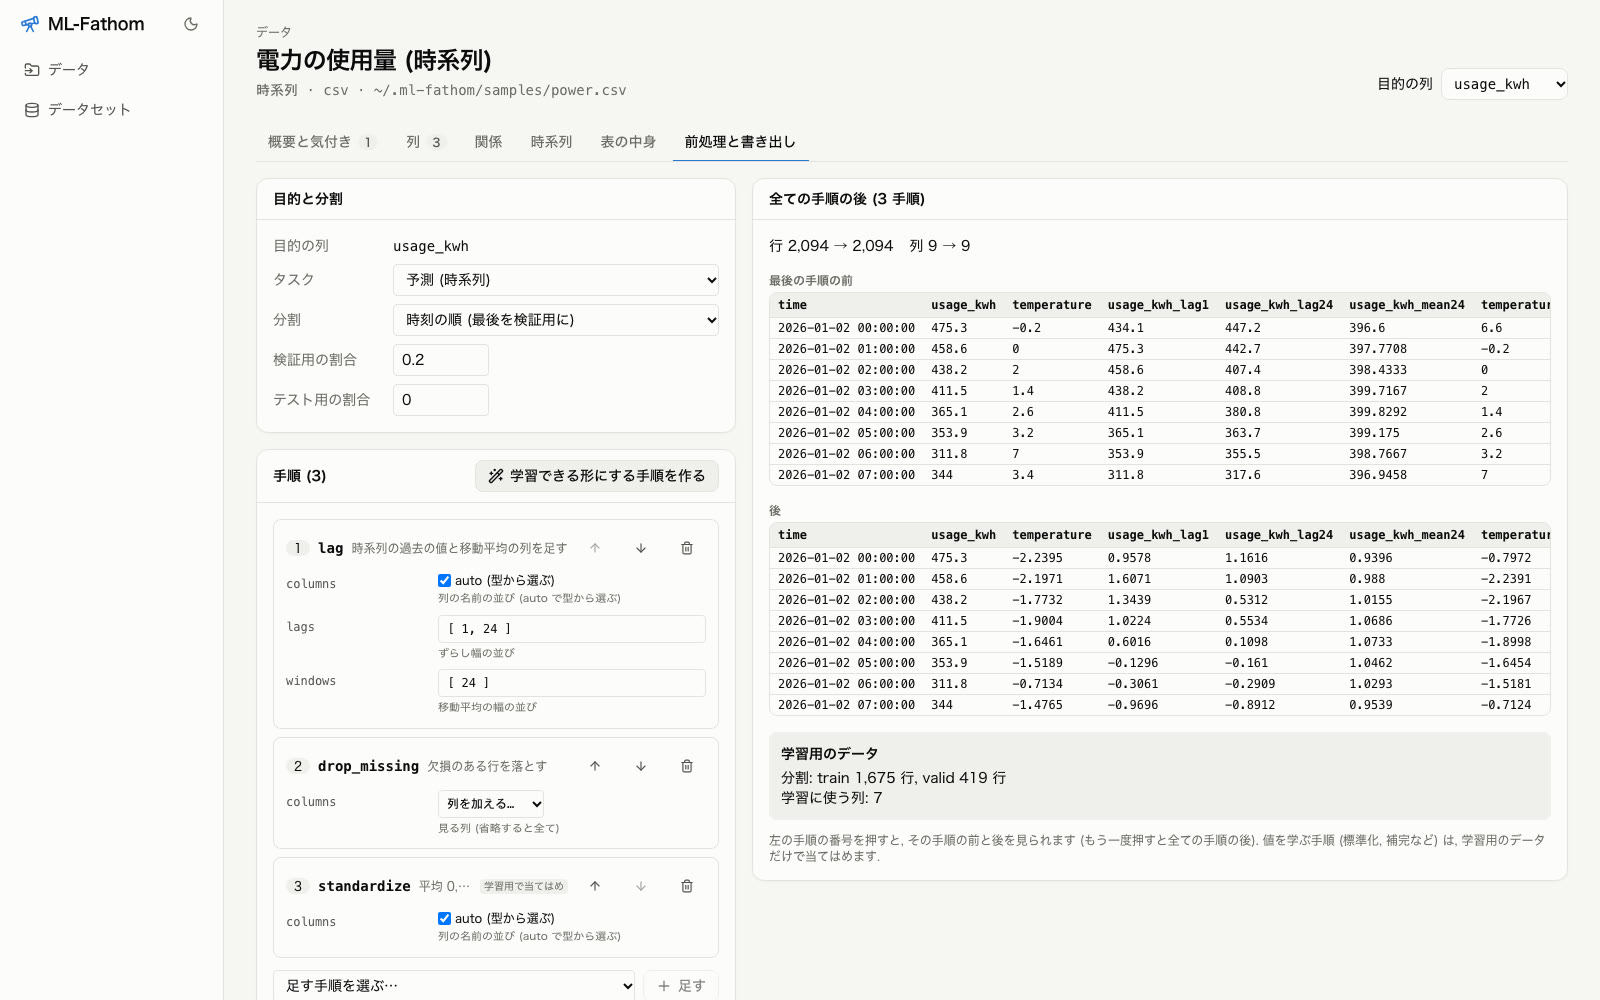 ML-Fathom
データ
データセット
データ
電力の使用量 (時系列)
時系列 · csv · ~/.ml-fathom/samples/power.csv
目的の列 usage_kwh
概要と気付き 1 列 3 関係 時系列 表の中身 前処理と書き出し
目的と分割
目的の列 usage_kwh
タスク 予測 (時系列)
分割 時刻の順 (最後を検証用に)
検証用の割合 0.2
テスト用の割合 0
手順 (3) 学習できる形にする手順を作る
1 lag 時系列の過去の値と移動平均の列を足す
columns auto (型から選ぶ)
列の名前の並び (auto で型から選ぶ)
lags [ 1, 24 ]
ずらし幅の並び
windows [ 24 ]
移動平均の幅の並び
2 drop_missing 欠損のある行を落とす
columns 列を加える…
見る列 (省略すると全て)
3 standardize 平均 0,… 学習用で当てはめ
columns auto (型から選ぶ)
列の名前の並び (auto で型から選ぶ)
足す手順を選ぶ… + 足す
全ての手順の後 (3 手順)
行 2,094 → 2,094 列 9 → 9
最後の手順の前
time usage_kwh temperature usage_kwh_lag1 usage_kwh_lag24 usage_kwh_mean24 temperatur
2026-01-02 00:00:00 475.3 -0.2 434.1 447.2 396.6 6.6
2026-01-02 01:00:00 458.6 0 475.3 442.7 397.7708 -0.2
2026-01-02 02:00:00 438.2 2 458.6 407.4 398.4333 0
2026-01-02 03:00:00 411.5 1.4 438.2 408.8 399.7167 2
2026-01-02 04:00:00 365.1 2.6 411.5 380.8 399.8292 1.4
2026-01-02 05:00:00 353.9 3.2 365.1 363.7 399.175 2.6
2026-01-02 06:00:00 311.8 7 353.9 355.5 398.7667 3.2
2026-01-02 07:00:00 344 3.4 311.8 317.6 396.9458 7
後
time usage_kwh temperature usage_kwh_lag1 usage_kwh_lag24 usage_kwh_mean24 temperatur
2026-01-02 00:00:00 475.3 -2.2395 0.9578 1.1616 0.9396 -0.7972
2026-01-02 01:00:00 458.6 -2.1971 1.6071 1.0903 0.988 -2.2391
2026-01-02 02:00:00 438.2 -1.7732 1.3439 0.5312 1.0155 -2.1967
2026-01-02 03:00:00 411.5 -1.9004 1.0224 0.5534 1.0686 -1.7726
2026-01-02 04:00:00 365.1 -1.6461 0.6016 0.1098 1.0733 -1.8998
2026-01-02 05:00:00 353.9 -1.5189 -0.1296 -0.161 1.0462 -1.6454
2026-01-02 06:00:00 311.8 -0.7134 -0.3061 -0.2909 1.0293 -1.5181
2026-01-02 07:00:00 344 -1.4765 -0.9696 -0.8912 0.9539 -0.7124
学習用のデータ
分割: train 1,675 行, valid 419 行
学習に使う列: 7
左の手順の番号を押すと, その手順の前と後を見られます (もう一度押すと全ての手順の後). 値を学ぶ手順 (標準化, 補完など) は, 学習用のデータ
だけで当てはめます.